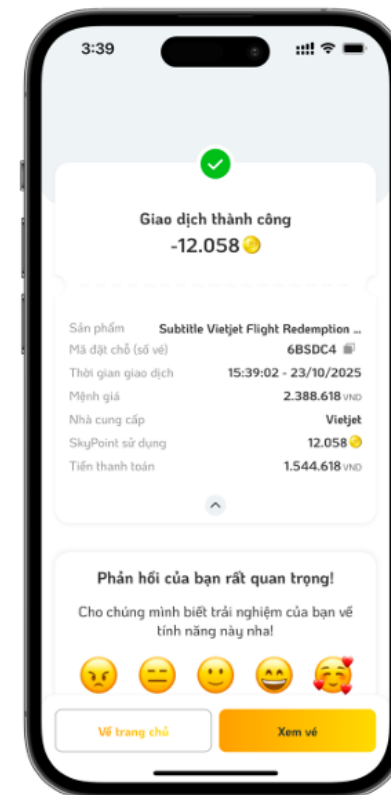 3:39
Giao dịch thành công
-12.058
Sản phẩm Subtitle Vietjet Flight Redemption ...
Mã đặt chỗ (số vé) 6BSDC4
Thời gian giao dịch 15:39:02 - 23/10/2025
Mệnh giá 2.388.618 VND
Nhà cung cấp Vietjet
SkyPoint sử dụng 12.058
Tiền thanh toán 1.544.618 VND
Phản hồi của bạn rất quan trọng!
Cho chúng mình biết trải nghiệm của bạn về
tính năng này nha!
Về trang chủ
Xem vé